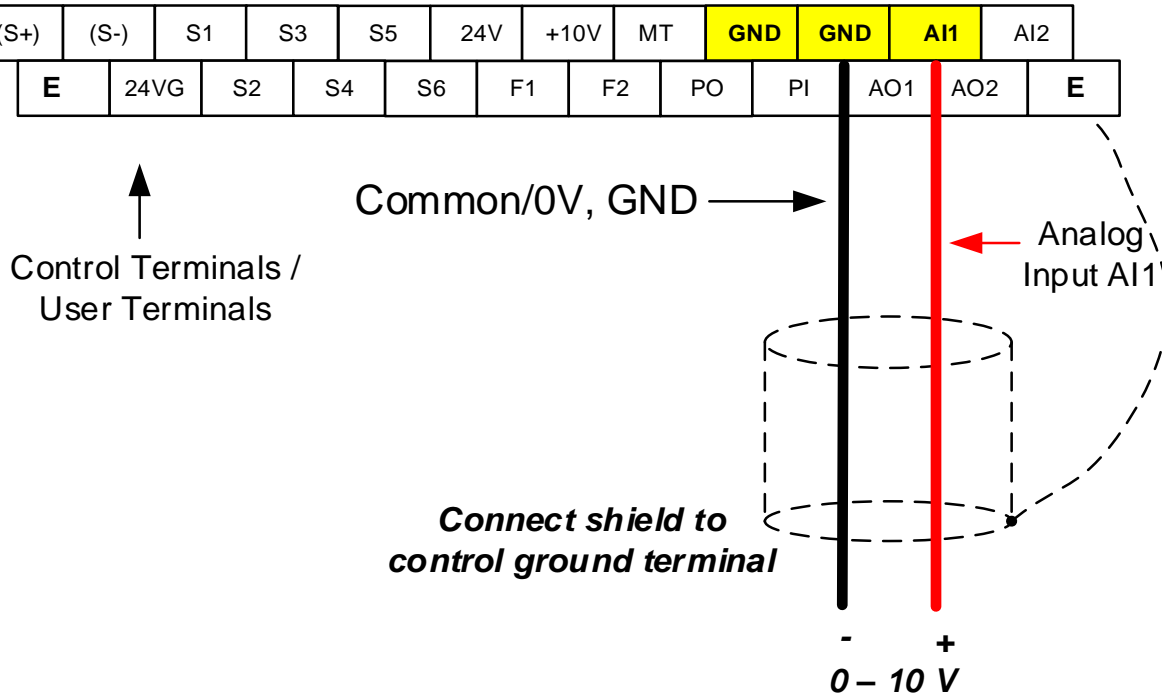 (S+) (S-) S1 S3 S5 24V +10V MT GND GND AI1 AI2
E 24VG S2 S4 S6 F1 F2 PO PI AO1 AO2 E
Common/0V, GND
Control Terminals /
User Terminals
Analog
Input AI1
Connect shield to
control ground terminal
- +
0 – 10 V